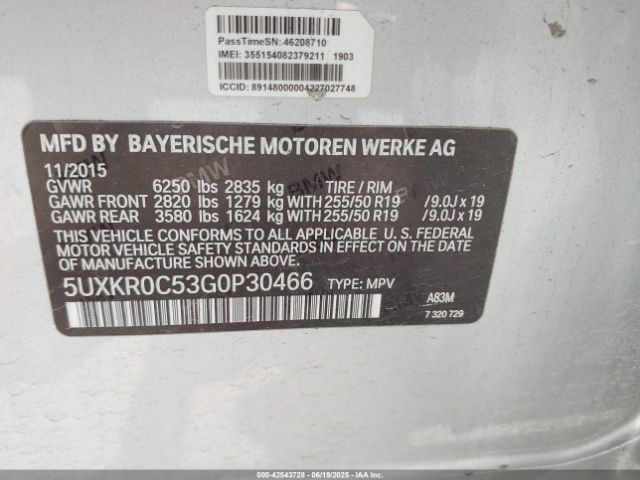 PassTimeSN:46208710
IMEI: 355154082379211 1903
ICCID: 89148000004227027748
MFD BY BAYERISCHE MOTOREN WERKE AG
11/2015
GVWR 6250 lbs 2835 kg TIRE / RIM
GAWR FRONT 2820 lbs 1279 kg WITH 255/50 R19 /9.0J x 19
GAWR REAR 3580 lbs 1624 kg WITH 255/50 R19 /9.0J x 19
THIS VEHICLE CONFORMS TO ALL APPLICABLE U. S. FEDERAL
MOTOR VEHICLE SAFETY STANDARDS IN EFFECT ON THE DATE
OF MANUFACTURE SHOWN ABOVE.
5UXKR0C53G0P30466 TYPE: MPV
A83M
7 320 729
000-42543728 - 06/19/2025 - IAAI.COM